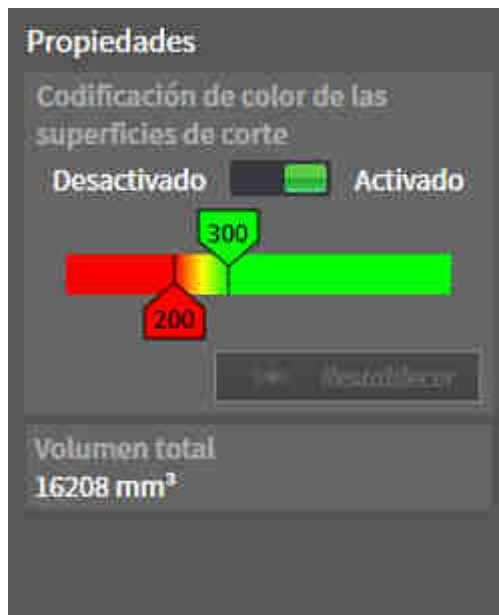 Propiedades
Codificación de color de las
superficies de corte
Desactivado Activado
300
200
Restablecer
Volumen total
16208 mm³